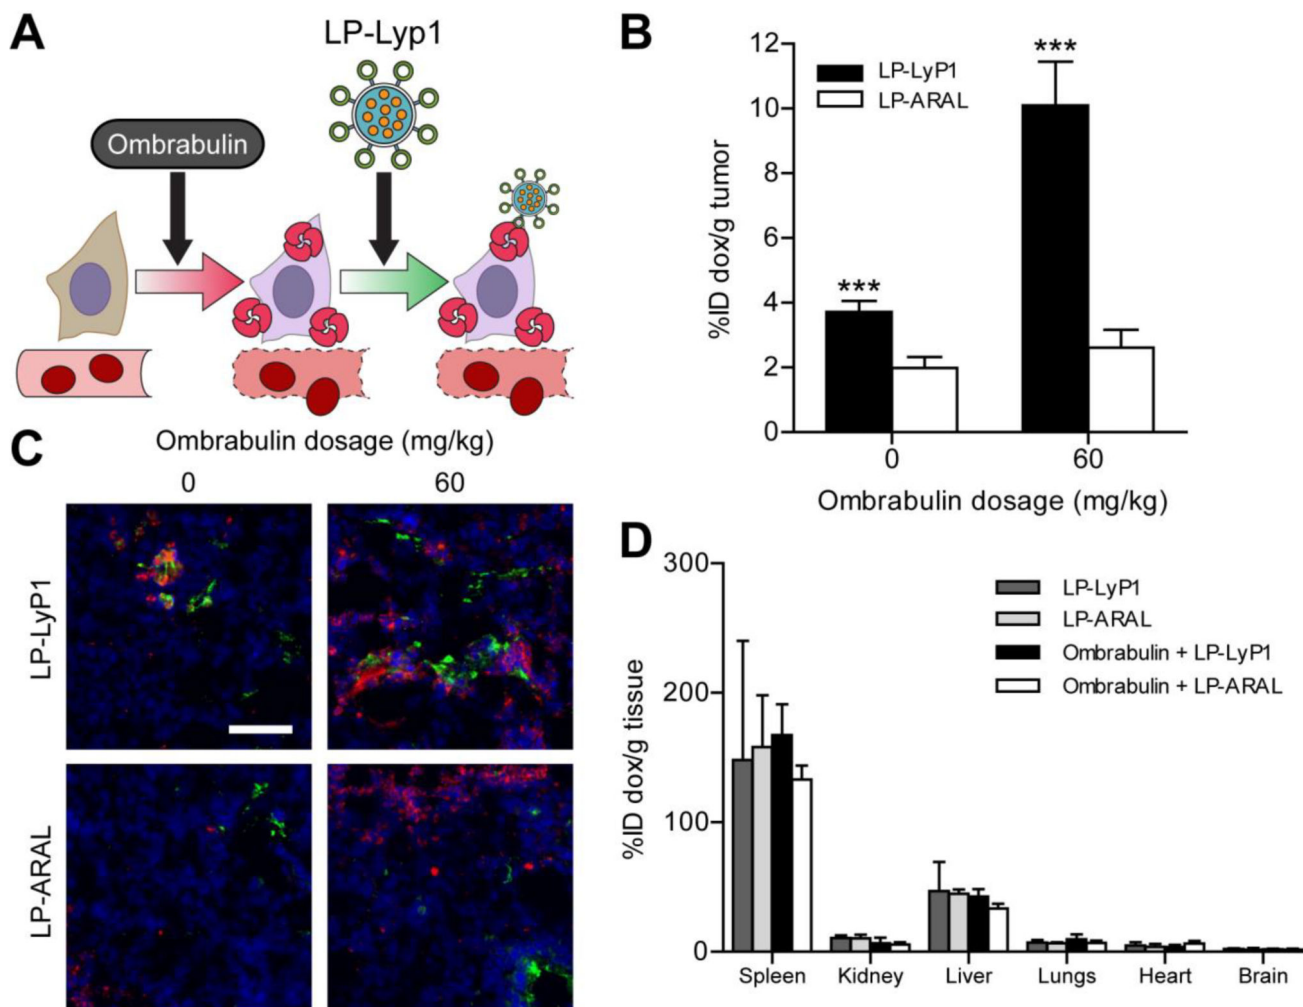 A
LP-Lyp1
Ombrabulin
B
12
10
8
6
4
2
0
%ID dox/g tumor
LP-LyP1
LP-ARAL
***
***
0
60
Ombrabulin dosage (mg/kg)
C
Ombrabulin dosage (mg/kg)
0
60
LP-LyP1
LP-ARAL
D
300
200
100
0
%ID dox/g tissue
LP-LyP1
LP-ARAL
Ombrabulin + LP-LyP1
Ombrabulin + LP-ARAL
Spleen
Kidney
Liver
Lungs
Heart
Brain